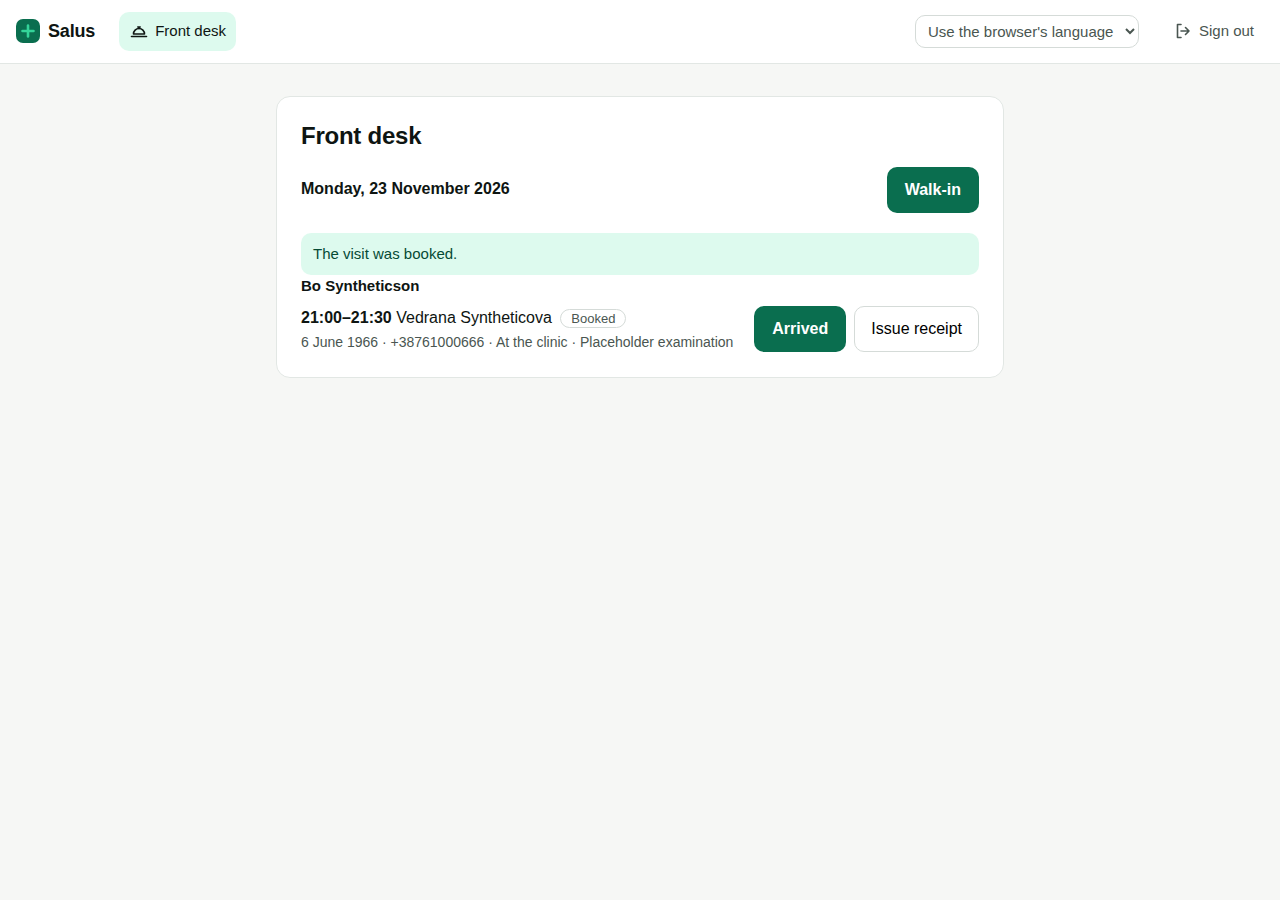 Salus
Front desk
Use the browser's language
Sign out
Front desk
Monday, 23 November 2026
Walk-in
The visit was booked.
Bo Syntheticson
21:00–21:30 Vedrana Syntheticova Booked
6 June 1966 · +38761000666 · At the clinic · Placeholder examination
Arrived
Issue receipt